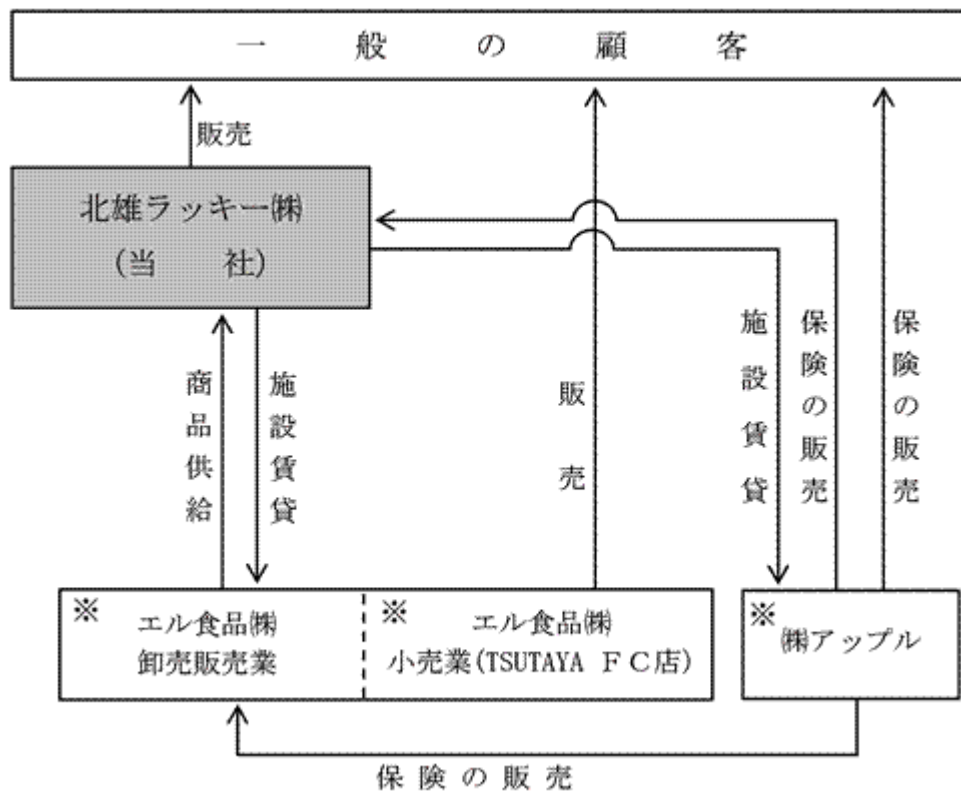 一般の顧客
販売
北雄ラッキー㈱
(当社)
商品供給
施設賃貸
販売
施設賃貸
保険の販売
保険の販売
※
エル食品㈱
卸売販売業
※
エル食品㈱
小売業(TSUTAYA ＦＣ店)
※
㈱アップル
保険の販売